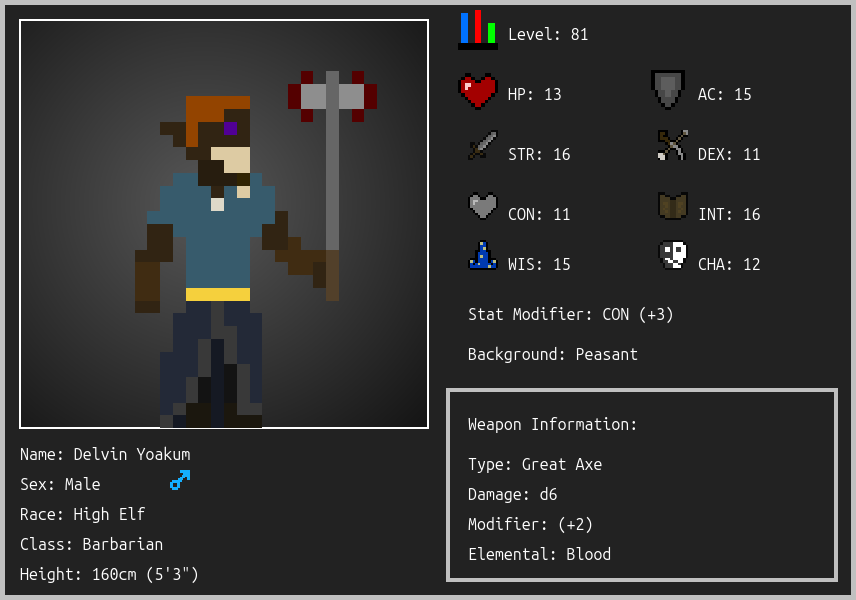 Level: 81
HP: 13
AC: 15
STR: 16
DEX: 11
CON: 11
INT: 16
WIS: 15
CHA: 12
Stat Modifier: CON (+3)
Background: Peasant
Weapon Information:
Type: Great Axe
Damage: d6
Modifier: (+2)
Elemental: Blood
Name: Delvin Yoakum
Sex: Male
Race: High Elf
Class: Barbarian
Height: 160cm (5'3")